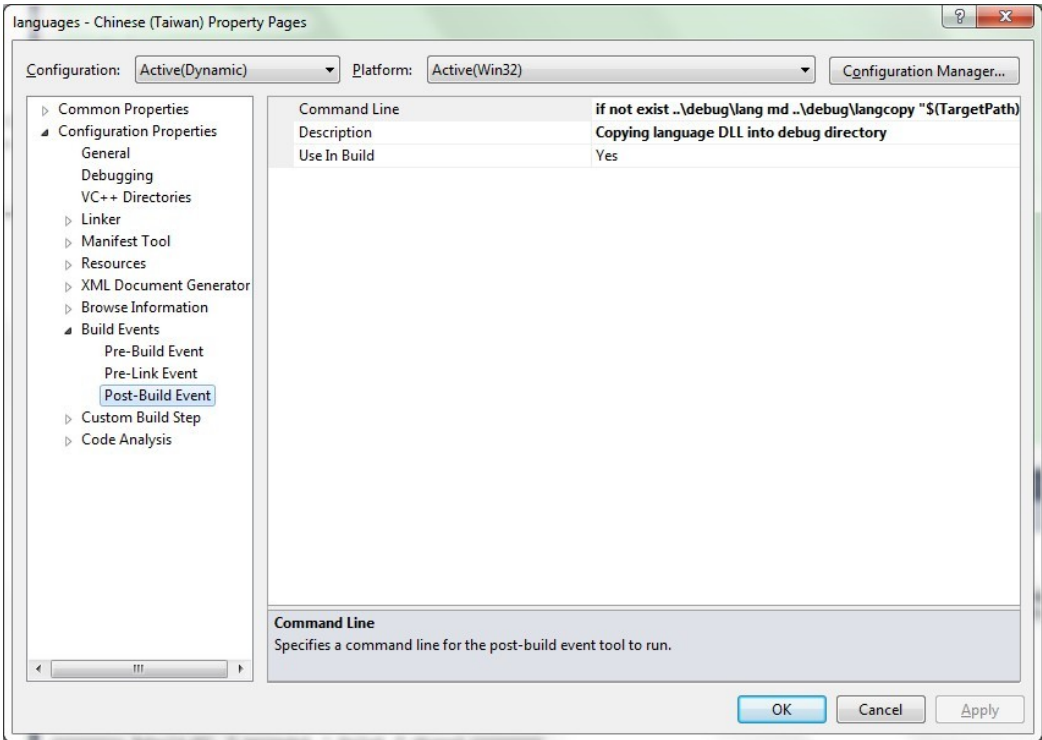 languages - Chinese (Taiwan) Property Pages
Configuration: Active(Dynamic) Platform: Active(Win32) Configuration Manager...
Common Properties
Configuration Properties
General
Debugging
VC++ Directories
Linker
Manifest Tool
Resources
XML Document Generator
Browse Information
Build Events
Pre-Build Event
Pre-Link Event
Post-Build Event
Custom Build Step
Code Analysis
Command Line if not exist ..\debug\lang md ..\debug\langcopy "$(TargetPath)
Description Copying language DLL into debug directory
Use In Build Yes
Command Line
Specifies a command line for the post-build event tool to run.
OK Cancel Apply